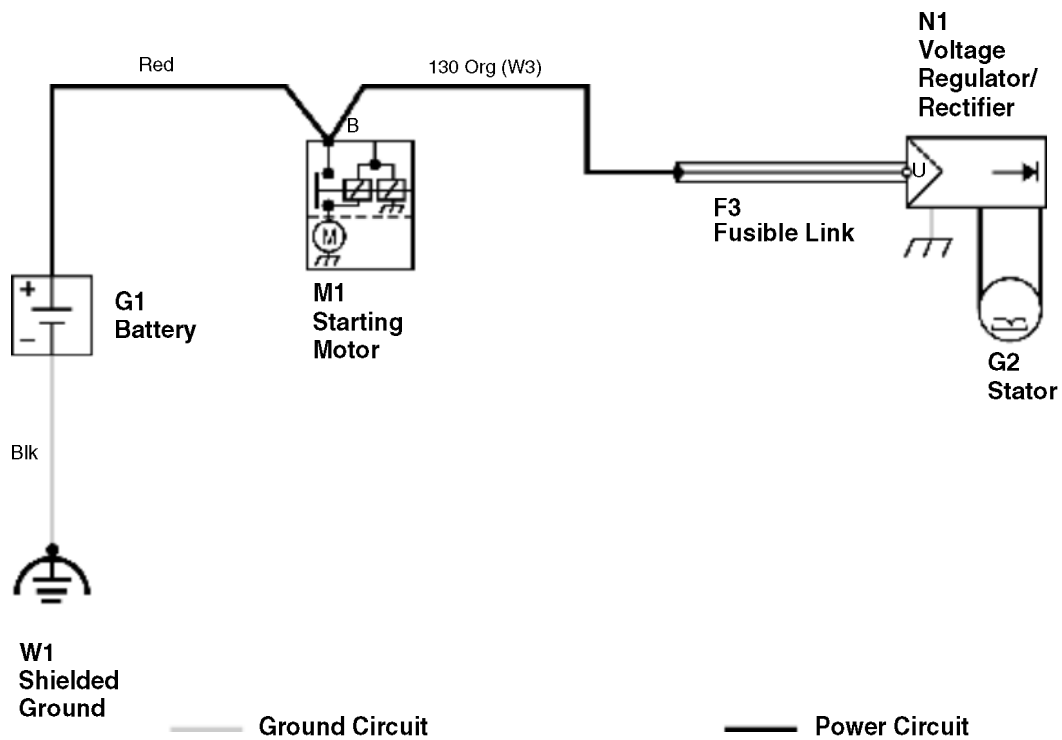 N1
Voltage
Regulator/
Rectifier
Red
130 Org (W3)
B
U
F3
Fusible Link
M
+
–
G1
Battery
M1
Starting
Motor
G2
Stator
Blk
W1
Shielded
Ground
Ground Circuit
Power Circuit